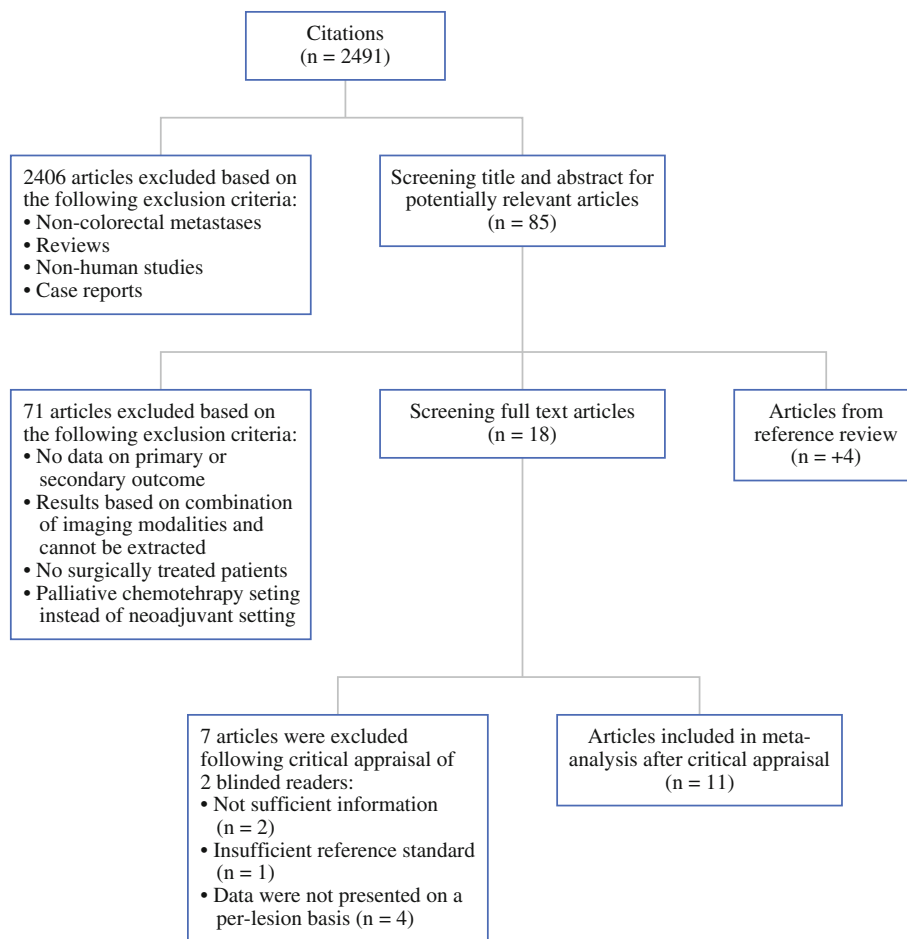 Citations
(n = 2491)
2406 articles excluded based on
the following exclusion criteria:
• Non-colorectal metastases
• Reviews
• Non-human studies
• Case reports
Screening title and abstract for
potentially relevant articles
(n = 85)
71 articles excluded based on
the following exclusion criteria:
• No data on primary or
secondary outcome
• Results based on combination
of imaging modalities and
cannot be extracted
• No surgically treated patients
• Palliative chemotehrapy seting
instead of neoadjuvant setting
Screening full text articles
(n = 18)
Articles from
reference review
(n = +4)
7 articles were excluded
following critical appraisal of
2 blinded readers:
• Not sufficient information
(n = 2)
• Insufficient reference standard
(n = 1)
• Data were not presented on a
per-lesion basis (n = 4)
Articles included in meta-
analysis after critical appraisal
(n = 11)